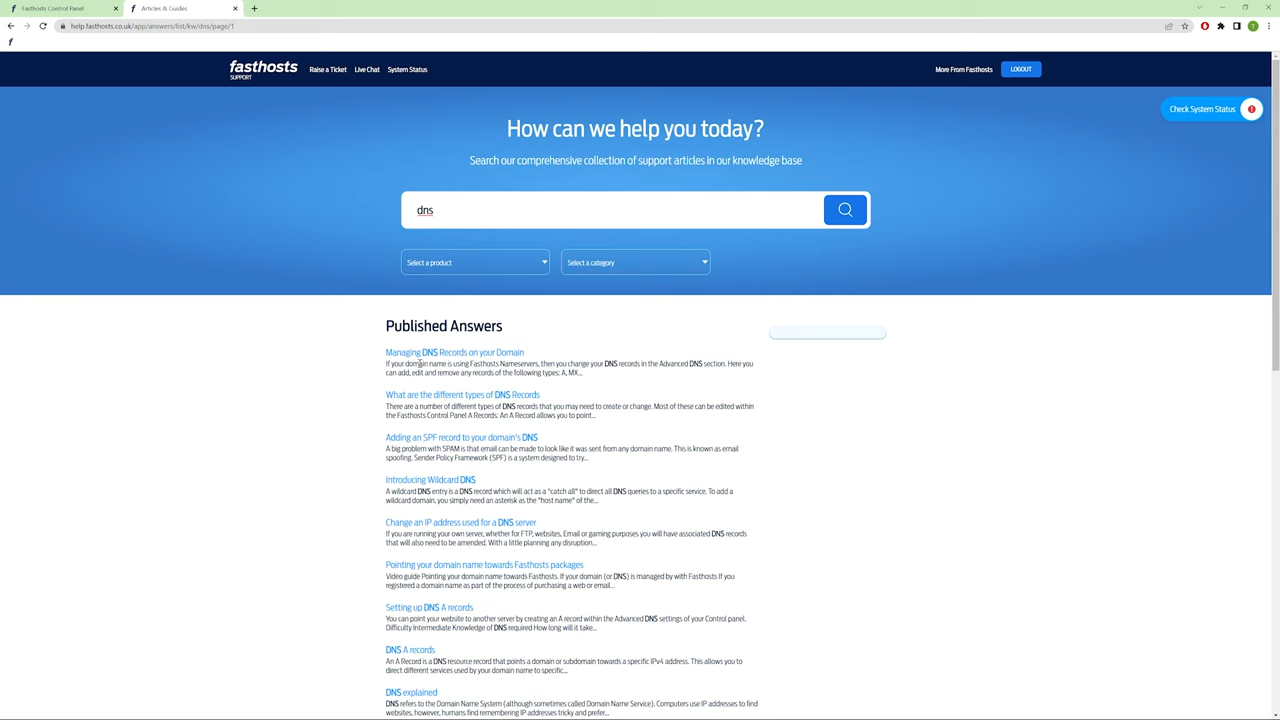 Fasthosts Control Panel
Articles & Guides
help.fasthosts.co.uk/app/answers/list/kw/dns/page/1
T
fasthosts
SUPPORT
Raise a Ticket
Live Chat
System Status
More From Fasthosts
LOGOUT
Check System Status
How can we help you today?
Search our comprehensive collection of support articles in our knowledge base
dns
Select a product
Select a category
Published Answers
Managing DNS Records on your Domain
If your domain name is using Fasthosts Nameservers, then you change your DNS records in the Advanced DNS section. Here you
can add, edit and remove any records of the following types: A, MX...
What are the different types of DNS Records
There are a number of different types of DNS records that you may need to create or change. Most of these can be edited within
the Fasthosts Control Panel A Records: An A Record allows you to point...
Adding an SPF record to your domain's DNS
A big problem with SPAM is that email can be made to look like it was sent from any domain name. This is known as email
spoofing. Sender Policy Framework (SPF) is a system designed to try...
Introducing Wildcard DNS
A wildcard DNS entry is a DNS record which will act as a "catch all" to direct all DNS queries to a specific service. To add a
wildcard domain, you simply need an asterisk as the "host name" of the...
Change an IP address used for a DNS server
If you are running your own server, whether for FTP, websites, Email or gaming purposes you will have associated DNS records
that will also need to be amended. With a little planning any disruption...
Pointing your domain name towards Fasthosts packages
Video guide Pointing your domain name towards Fasthosts. If your domain (or DNS) is managed by with Fasthosts If you
registered a domain name as part of the process of purchasing a web or email...
Setting up DNS A records
You can point your website to another server by creating an A record within the Advanced DNS settings of your Control panel.
Difficulty Intermediate Knowledge of DNS required How long will it take...
DNS A records
An A Record is a DNS resource record that points a domain or subdomain towards a specific IPv4 address. This allows you to
direct different services used by your domain name to specific...
DNS explained
DNS refers to the Domain Name System (although sometimes called Domain Name Service). Computers use IP addresses to find
websites, however, humans find remembering IP addresses tricky and prefer...